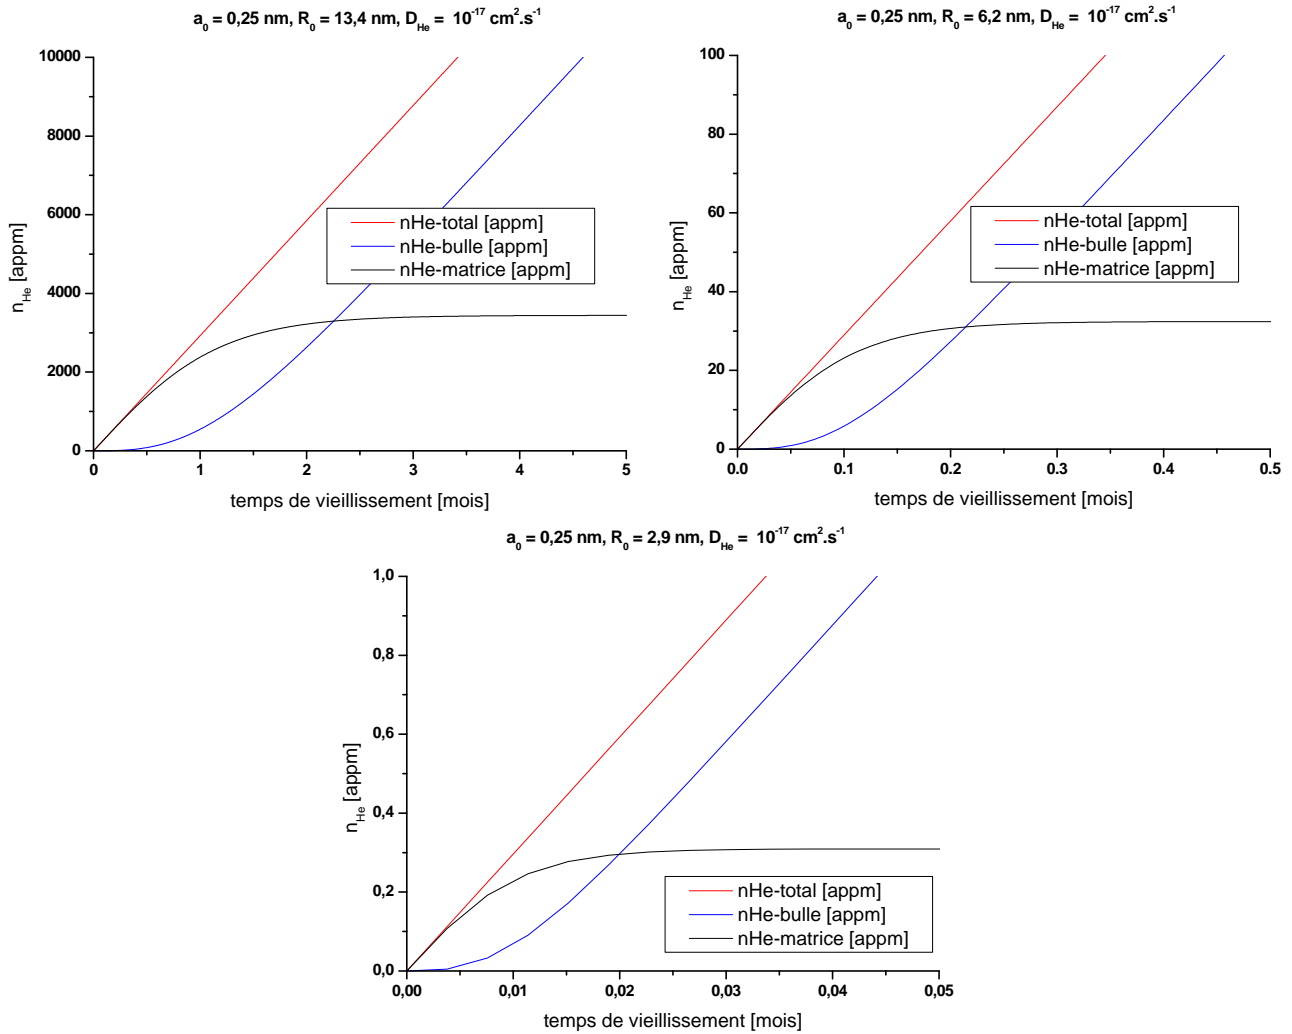 a₀ = 0,25 nm, R₀ = 13,4 nm, D_He = 10⁻¹⁷ cm².s⁻¹
10000
8000
6000
4000
2000
0
n_He [appm]
nHe-total [appm]
nHe-bulle [appm]
nHe-matrice [appm]
0 1 2 3 4 5
temps de vieillissement [mois]
a₀ = 0,25 nm, R₀ = 6,2 nm, D_He = 10⁻¹⁷ cm².s⁻¹
100
80
60
40
20
0
n_He [appm]
nHe-total [appm]
nHe-bulle [appm]
nHe-matrice [appm]
0.0 0.1 0.2 0.3 0.4 0.5
temps de vieillissement [mois]
a₀ = 0,25 nm, R₀ = 2,9 nm, D_He = 10⁻¹⁷ cm².s⁻¹
1,0
0,8
0,6
0,4
0,2
0,0
n_He [appm]
nHe-total [appm]
nHe-bulle [appm]
nHe-matrice [appm]
0,00 0,01 0,02 0,03 0,04 0,05
temps de vieillissement [mois]